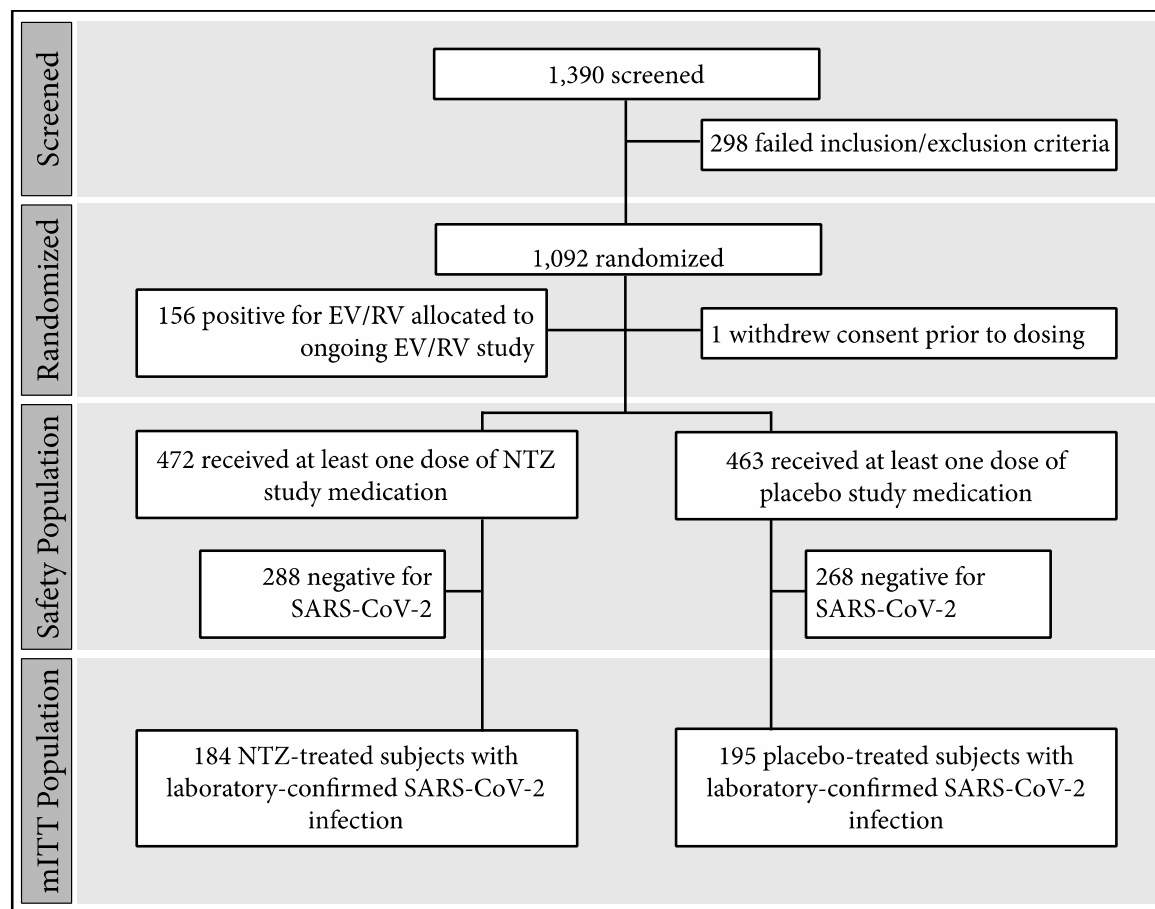 Screened
1,390 screened
298 failed inclusion/exclusion criteria
Randomized
1,092 randomized
156 positive for EV/RV allocated to
ongoing EV/RV study
1 withdrew consent prior to dosing
Safety Population
472 received at least one dose of NTZ
study medication
463 received at least one dose of
placebo study medication
288 negative for
SARS-CoV-2
268 negative for
SARS-CoV-2
mITT Population
184 NTZ-treated subjects with
laboratory-confirmed SARS-CoV-2
infection
195 placebo-treated subjects with
laboratory-confirmed SARS-CoV-2
infection